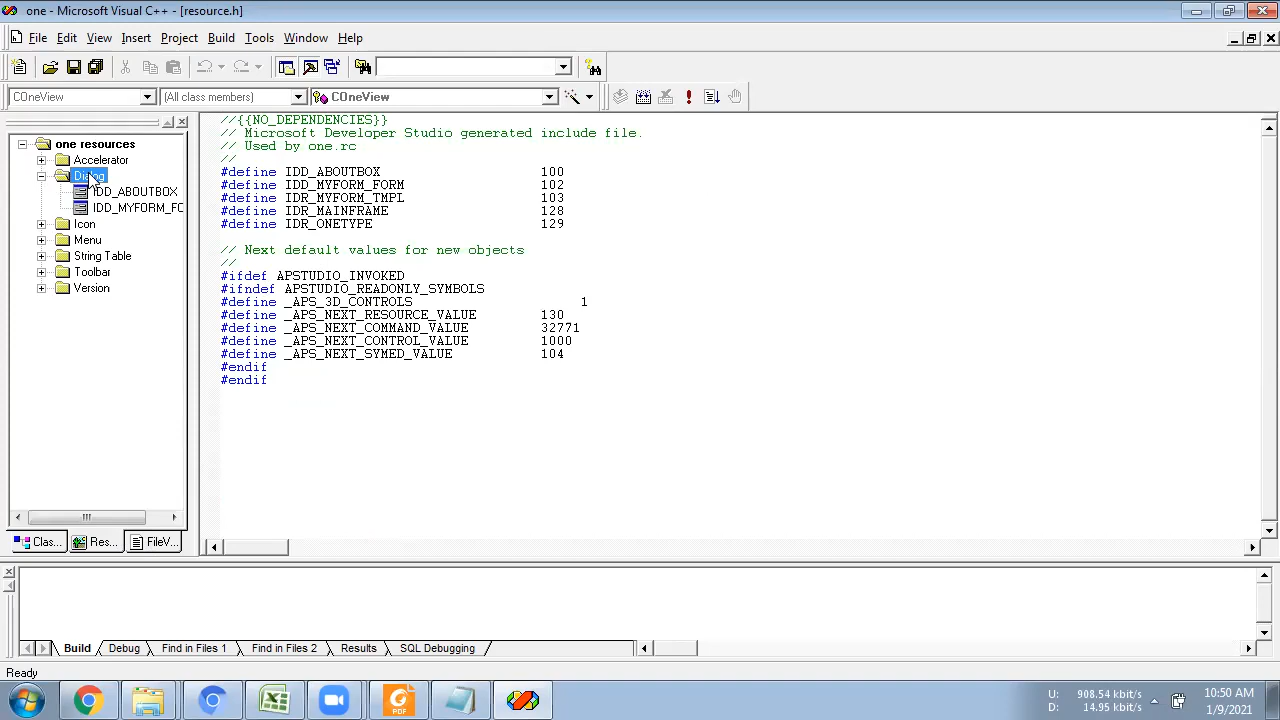 one - Microsoft Visual C++ - [resource.h]
File Edit View Insert Project Build Tools Window Help
COneView (All class members) COneView
one resources
Accelerator
Dialog
IDD_ABOUTBOX
IDD_MYFORM_FO
Icon
Menu
String Table
Toolbar
Version
Clas... Res... FileV...
//{{NO_DEPENDENCIES}}
// Microsoft Developer Studio generated include file.
// Used by one.rc
//
#define IDD_ABOUTBOX 100
#define IDD_MYFORM_FORM 102
#define IDR_MYFORM_TMPL 103
#define IDR_MAINFRAME 128
#define IDR_ONETYPE 129
// Next default values for new objects
//
#ifdef APSTUDIO_INVOKED
#ifndef APSTUDIO_READONLY_SYMBOLS
#define _APS_3D_CONTROLS 1
#define _APS_NEXT_RESOURCE_VALUE 130
#define _APS_NEXT_COMMAND_VALUE 32771
#define _APS_NEXT_CONTROL_VALUE 1000
#define _APS_NEXT_SYMED_VALUE 104
#endif
#endif
Build Debug Find in Files 1 Find in Files 2 Results SQL Debugging
Ready
PDF
U: 908.54 kbit/s
D: 14.95 kbit/s
10:50 AM
1/9/2021